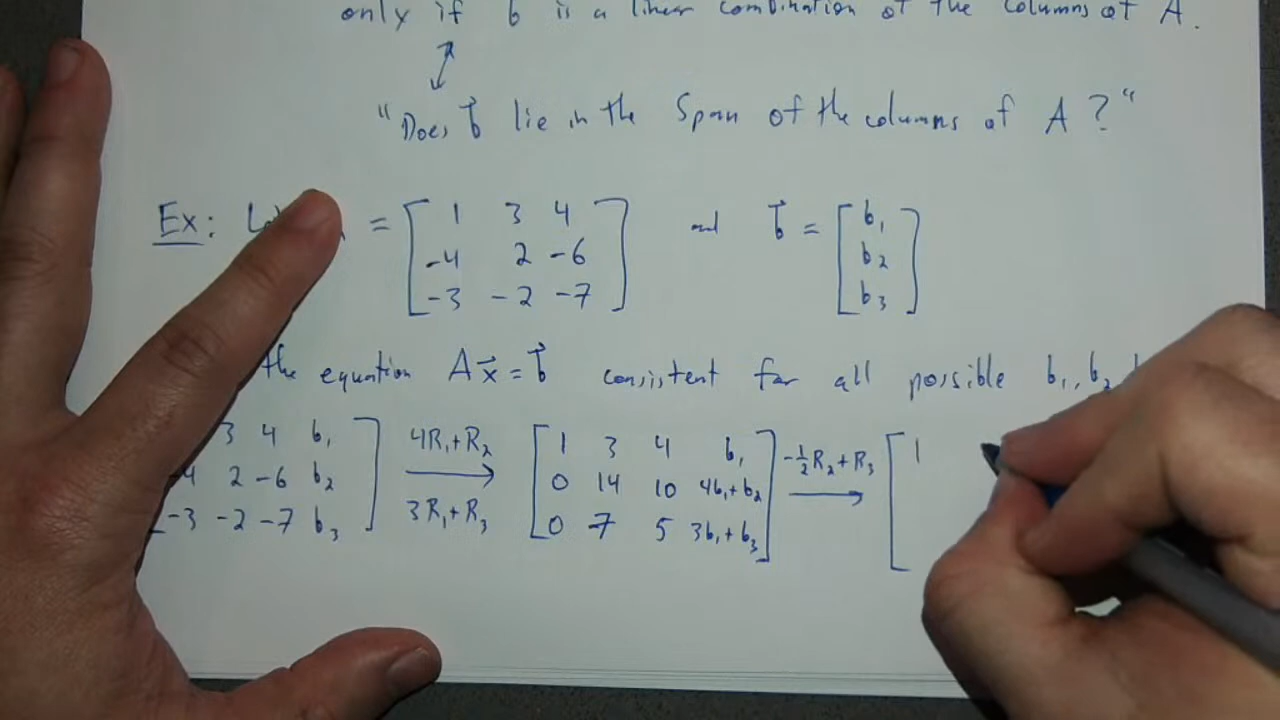 only if b is a linear combination of the columns of A.
"Does b⃗ lie in the Span of the columns of A?"
Ex: = [ 1 3 4 ; -4 2 -6 ; -3 -2 -7 ] and b⃗ = [ b₁ ; b₂ ; b₃ ]
the equation Ax⃗ = b⃗ consistent for all possible b₁, b₂,
3 4 b₁ ] 4R₁+R₂ [ 1 3 4 b₁ ] -½R₂+R₃ [ 1
-4 2 -6 b₂ → 0 14 10 4b₁+b₂ →
-3 -2 -7 b₃ 3R₁+R₃ 0 7 5 3b₁+b₃